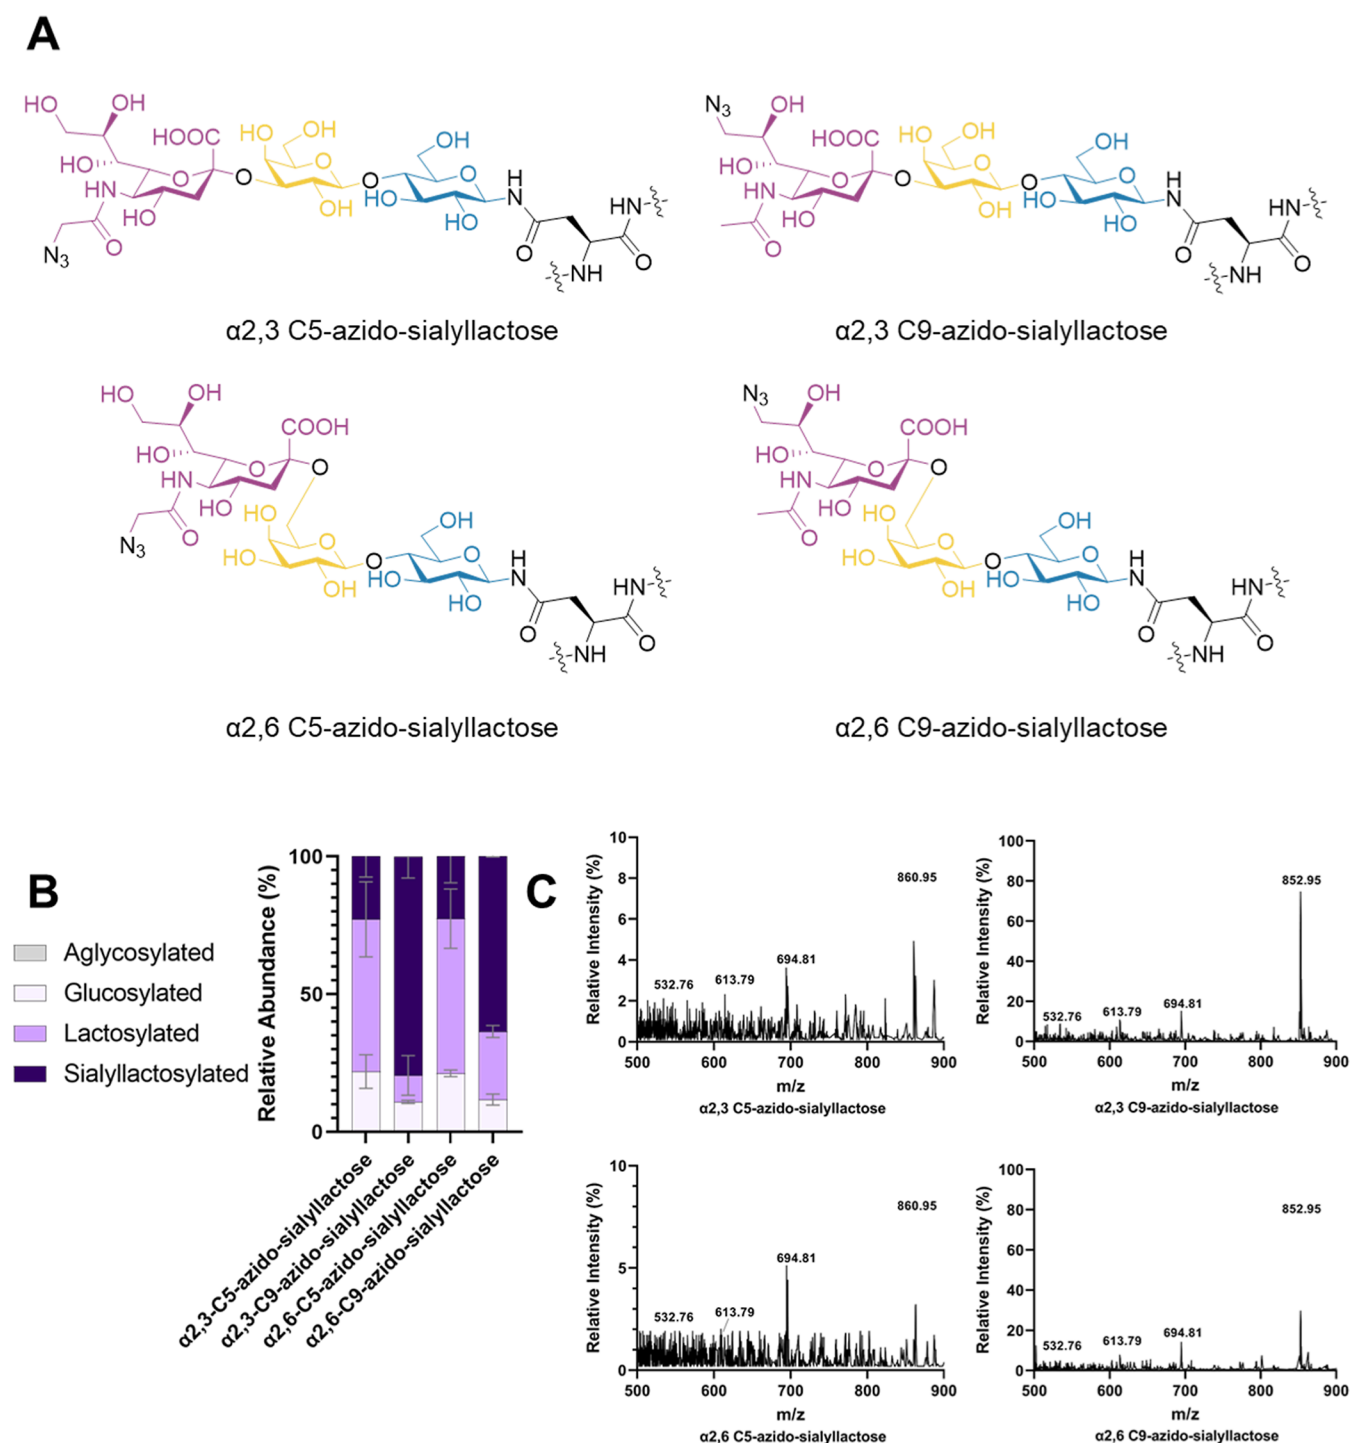 A
HO OH HOOC HO OH OH
HO O O O O O H
HN HO OH HO HO N HN
N3 O O NH O
α2,3 C5-azido-sialyllactose
N3 OH HOOC HO OH OH
HO O O O O O H
HN HO OH HO HO N HN
O O NH O
α2,3 C9-azido-sialyllactose
HO OH COOH
HO O O
HN HO HO OH
N3 O HO O O O H
OH HO HO N HN
O NH O
α2,6 C5-azido-sialyllactose
N3 OH COOH
HO O O
HN HO HO OH
O HO O O O H
OH HO HO N HN
O NH O
α2,6 C9-azido-sialyllactose
B
Aglycosylated
Glucosylated
Lactosylated
Sialyllactosylated
Relative Abundance (%)
100
50
0
α2,3-C5-azido-sialyllactose
α2,3-C9-azido-sialyllactose
α2,6-C5-azido-sialyllactose
α2,6-C9-azido-sialyllactose
C
Relative Intensity (%)
10
8
6
4
2
0
532.76
613.79
694.81
860.95
500 600 700 800 900
m/z
α2,3 C5-azido-sialyllactose
Relative Intensity (%)
100
80
60
40
20
0
532.76
613.79
694.81
852.95
500 600 700 800 900
m/z
α2,3 C9-azido-sialyllactose
Relative Intensity (%)
10
5
0
532.76
613.79
694.81
860.95
500 600 700 800 900
m/z
α2,6 C5-azido-sialyllactose
Relative Intensity (%)
100
80
60
40
20
0
532.76
613.79
694.81
852.95
500 600 700 800 900
m/z
α2,6 C9-azido-sialyllactose